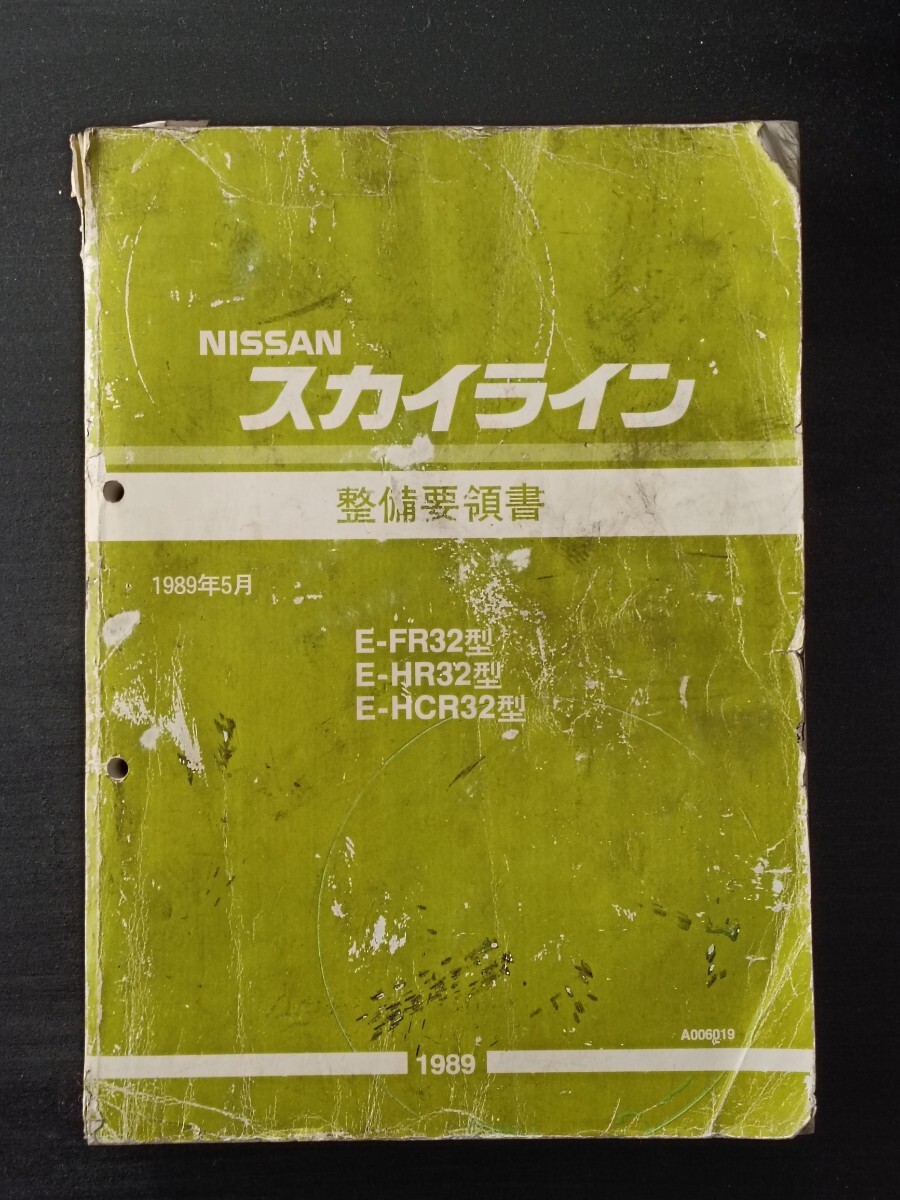 NISSAN
スカイライン
整備要領書
1989年5月
E-FR32型
E-HR32型
E-HCR32型
A006019
1989